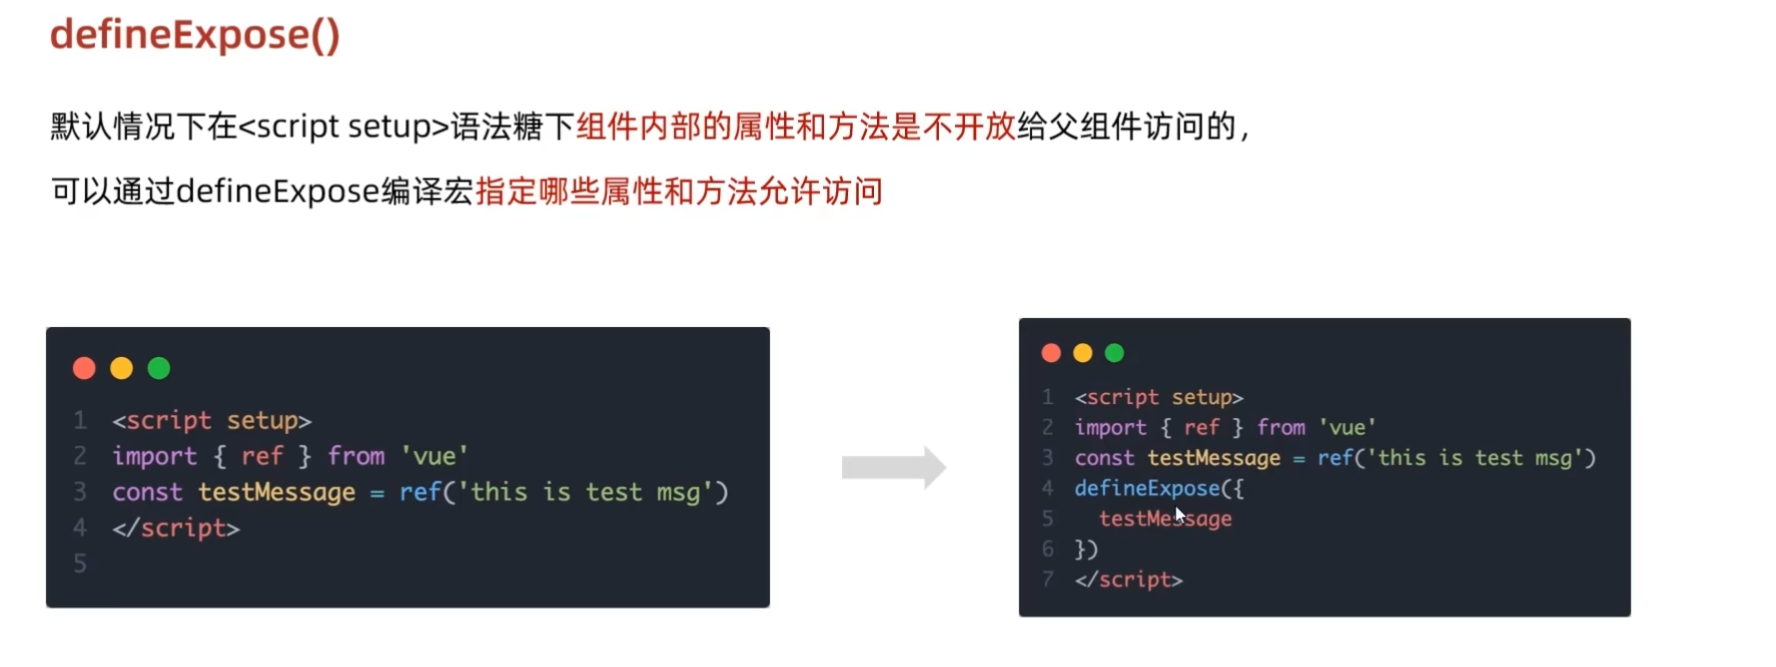 defineExpose()
默认情况下在<script setup>语法糖下组件内部的属性和方法是不开放给父组件访问的，
可以通过defineExpose编译宏指定哪些属性和方法允许访问
1 <script setup>
2 import { ref } from 'vue'
3 const testMessage = ref('this is test msg')
4 </script>
5
1 <script setup>
2 import { ref } from 'vue'
3 const testMessage = ref('this is test msg')
4 defineExpose({
5   testMessage
6 })
7 </script>